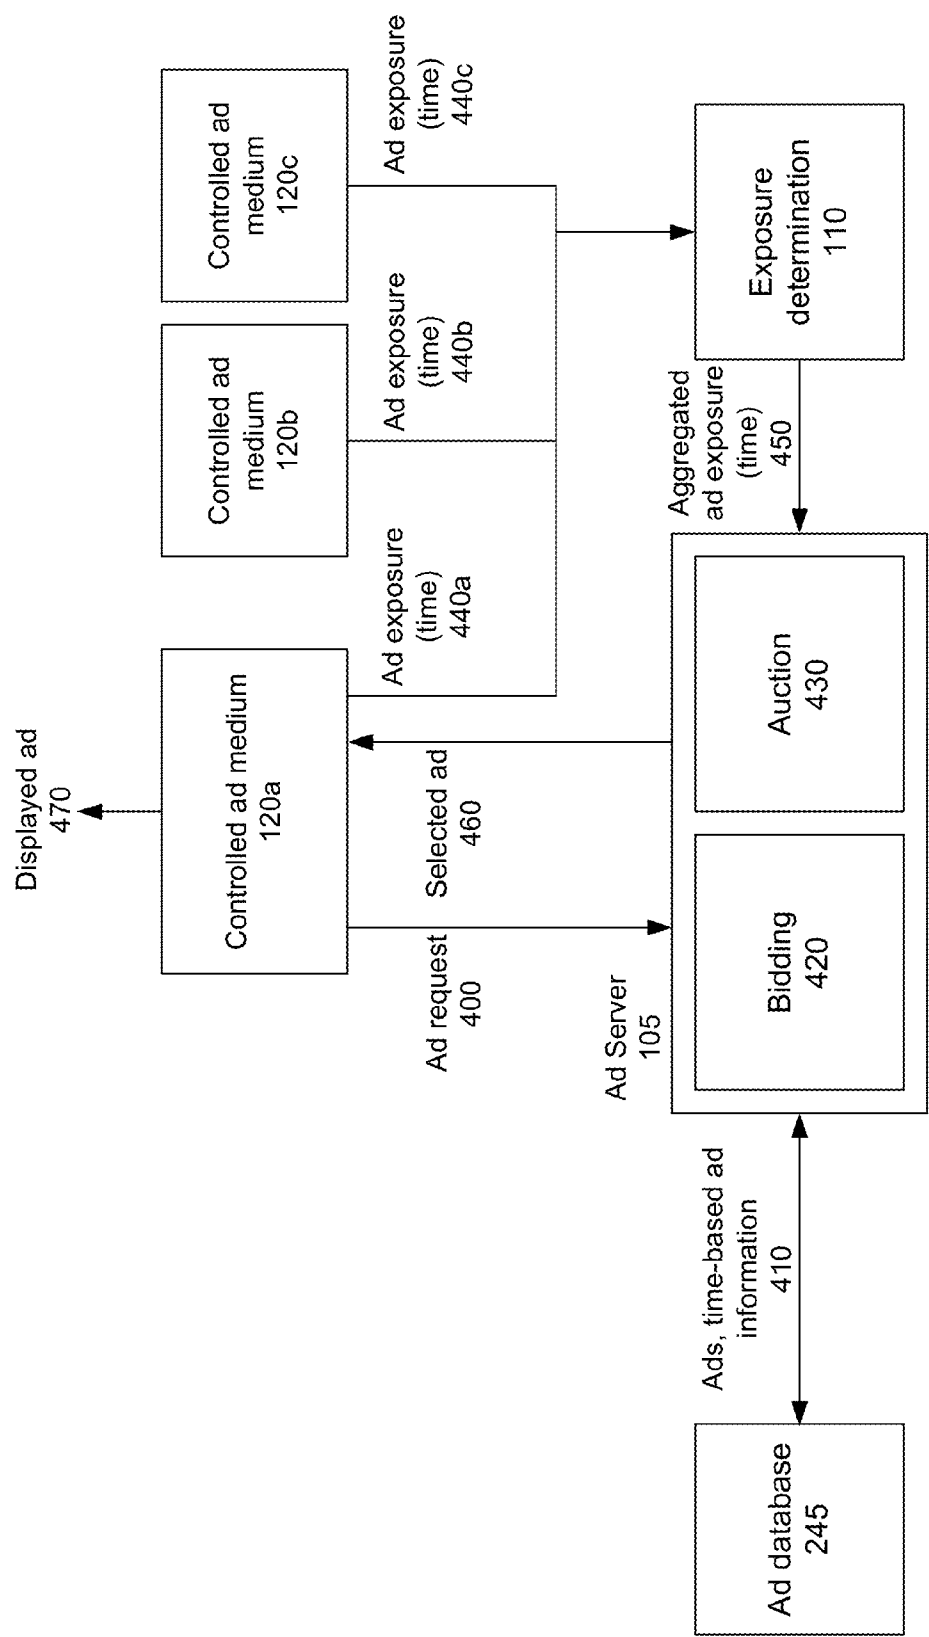 Displayed ad
470
Controlled ad medium
120a
Controlled ad
medium
120b
Controlled ad
medium
120c
Ad request
400
Selected ad
460
Ad exposure
(time)
440a
Ad exposure
(time)
440b
Ad exposure
(time)
440c
Ad Server
105
Ad database
245
Ads, time-based ad
information
410
Bidding
420
Auction
430
Aggregated
ad exposure
(time)
450
Exposure
determination
110